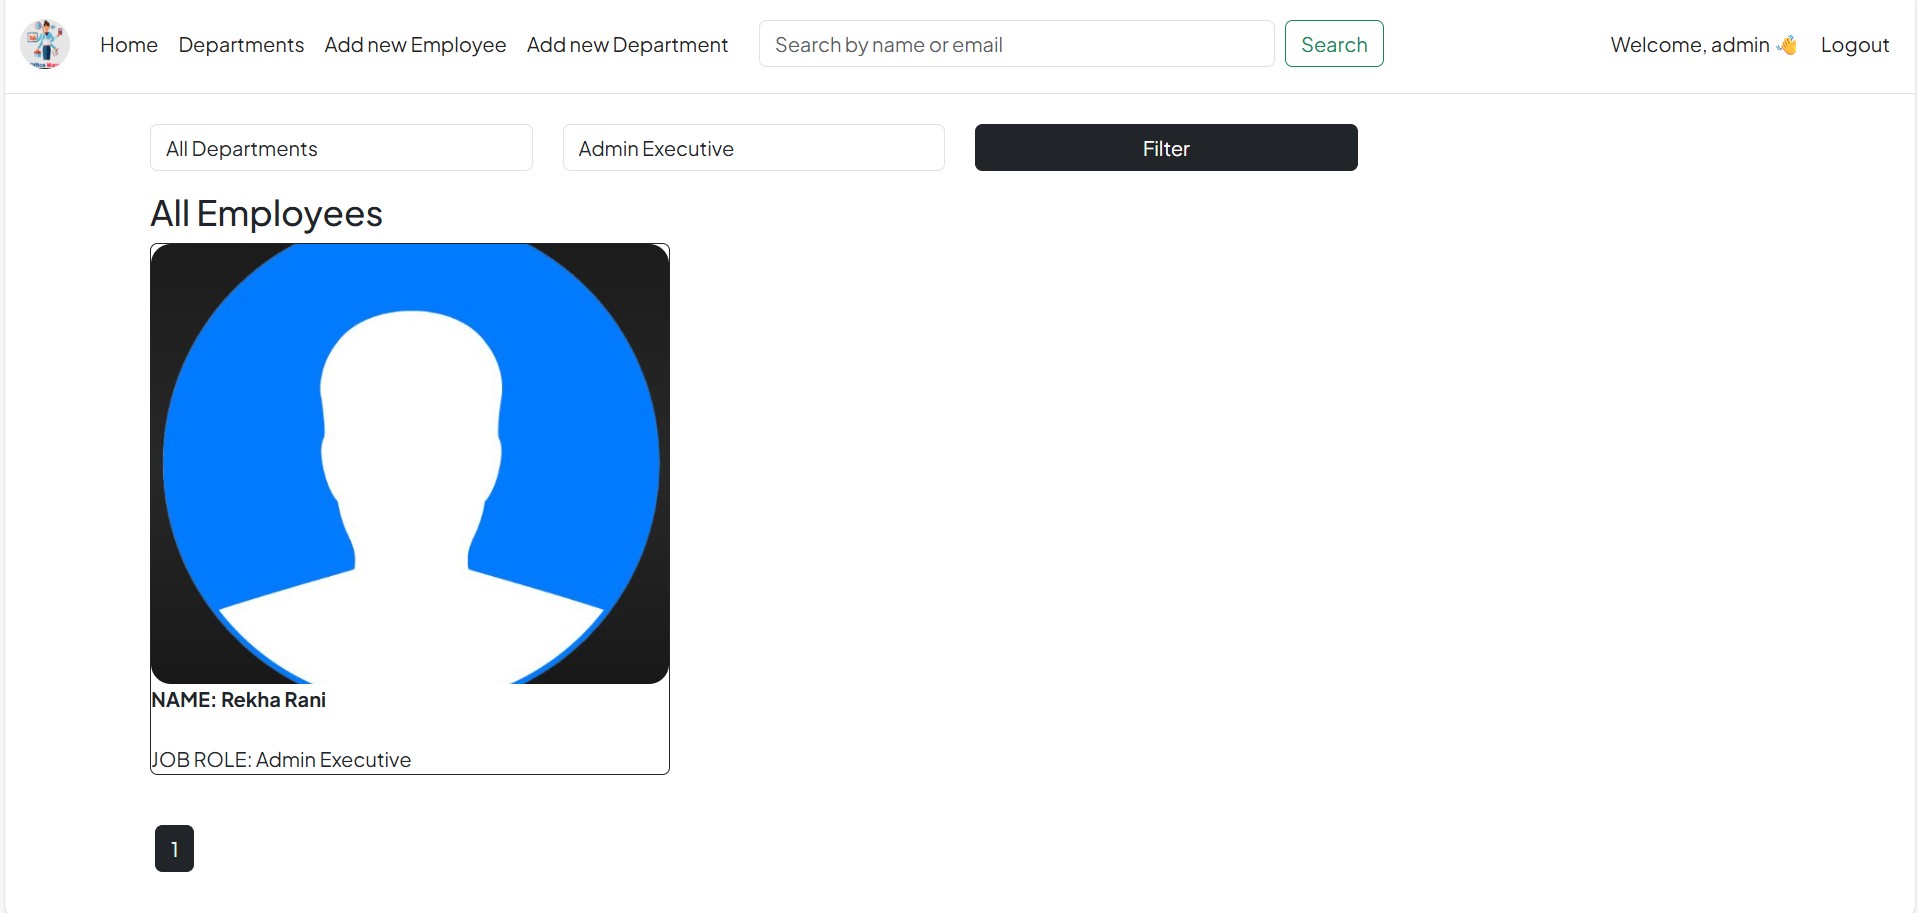 Home Departments Add new Employee Add new Department Search by name or email Search Welcome, admin 👋 Logout
All Departments Admin Executive Filter
All Employees
NAME: Rekha Rani
JOB ROLE: Admin Executive
1